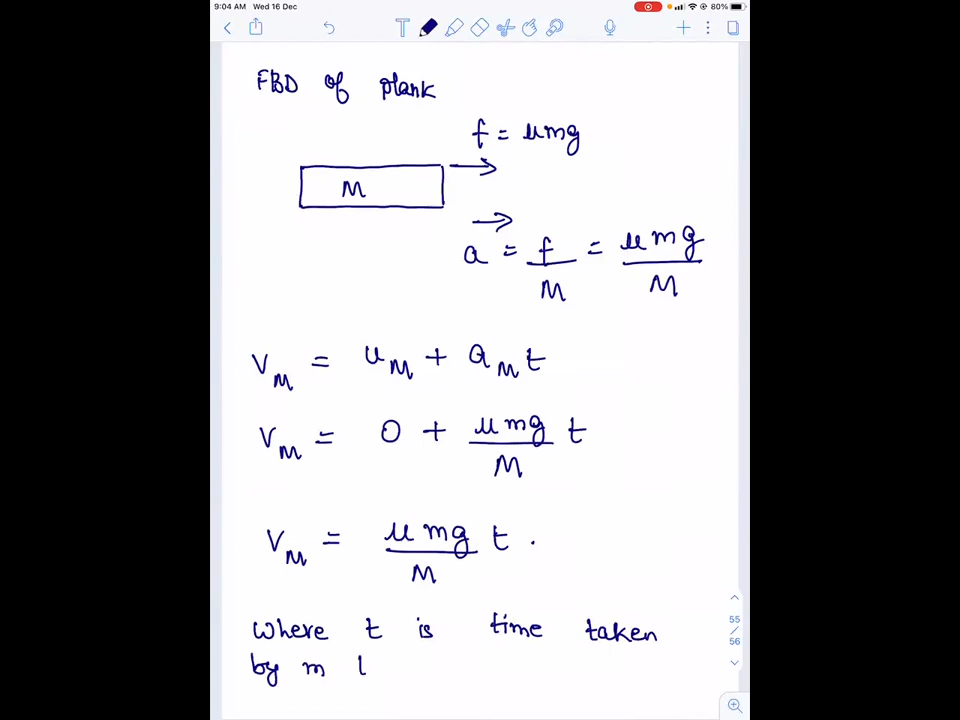 9:04 AM Wed 16 Dec
80%
T
FBD of plank
f = μmg
M
a = f/M = μmg/M
V_M = u_M + a_M t
V_M = 0 + μmg/M t
V_M = μmg/M t .
Where t is time taken
by m l
55
/
56